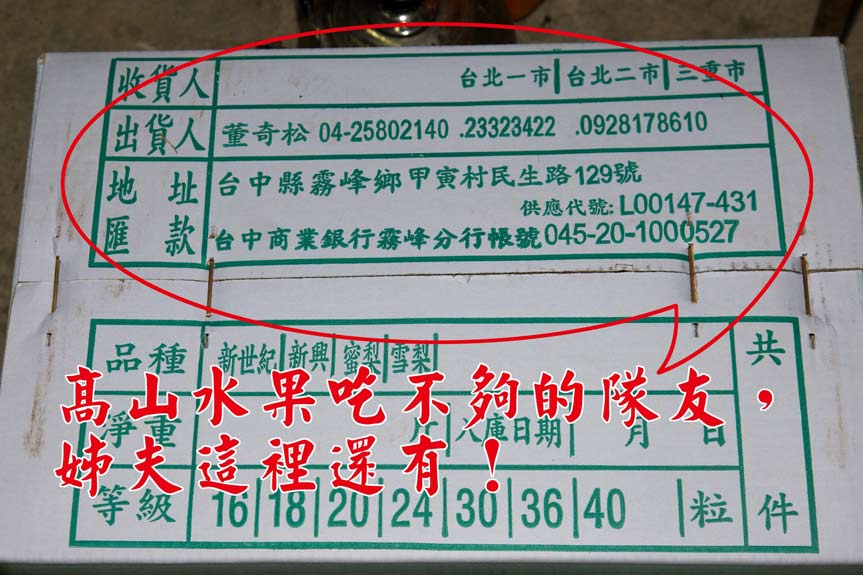 收貨人 台北一市 台北二市 三重市
出貨人 董奇松 04-25802140 .23323422 .0928178610
地址 台中縣霧峰鄉甲寅村民生路129號
供應代號: L00147-431
匯款 台中商業銀行霧峰分行帳號045-20-1000527
品種 新世紀 新興 蜜梨 雪梨 共
高山水果吃不夠的隊友，
淨重 斤 入庫日期 月 日
姊夫這裡還有！
等級 16 18 20 24 30 36 40 粒 件